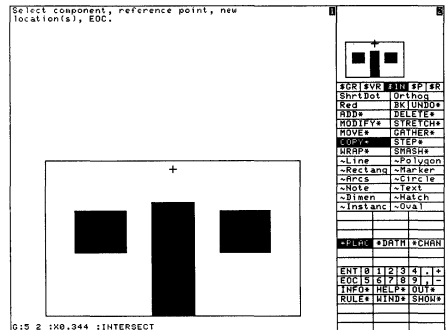 Select component, reference point, new
location(s), EOC.
$GR $VR $IN $P $R
ShrtDot Orthog
Red BK UNDO*
ADD* DELETE*
MODIFY* STRETCH*
MOVE* GATHER*
COPY* STEP*
WRAP* SMASH*
~Line ~Polygon
~Rectang ~Marker
~Arcs ~Circle
~Note ~Text
~Dimen ~Hatch
~Instanc ~Oval
*PLAC *DATM *CHAN
ENT 0 1 2 3 4 . +
EOC 5 6 7 8 9 , -
INFO* HELP* OUT*
RULE* WIND* SHOW*
G:5 2 :X0.344 :INTERSECT